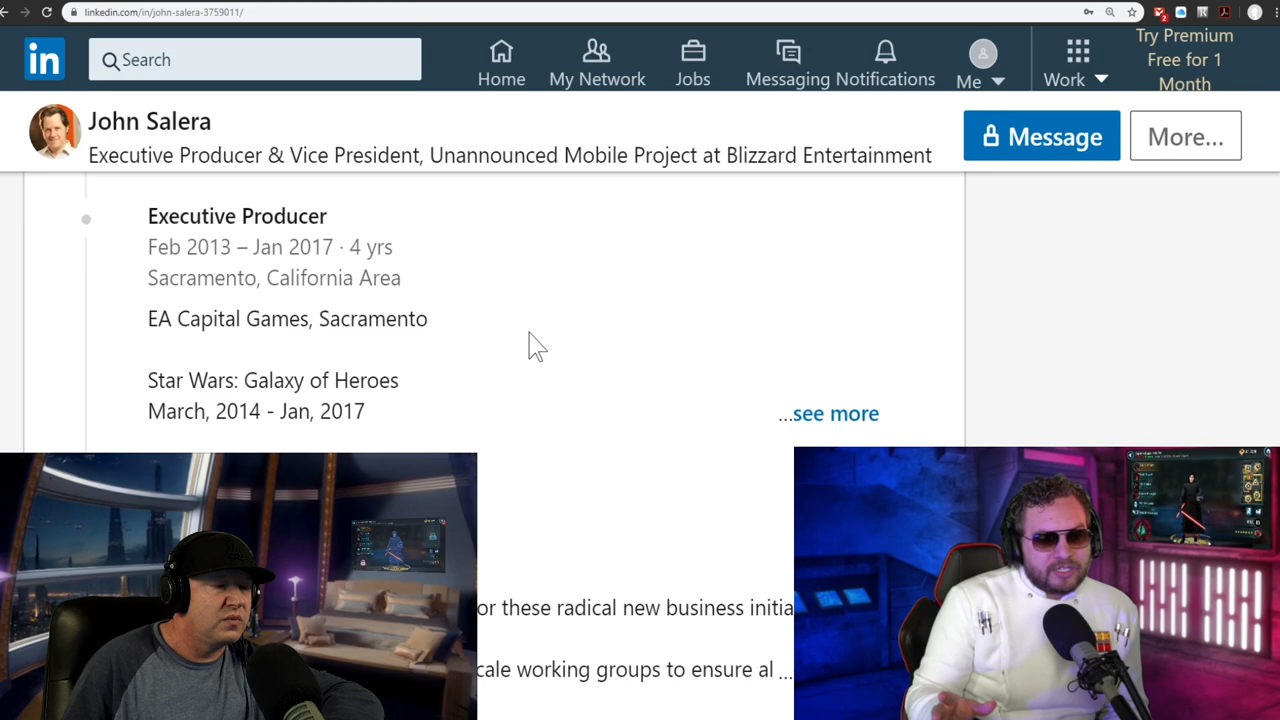 linkedin.com/in/john-salera-3759011/
2
in
Search
Home
My Network
Jobs
Messaging
Notifications
Me
Work
Try Premium
Free for 1
Month
John Salera
Executive Producer & Vice President, Unannounced Mobile Project at Blizzard Entertainment
Message
More...
Executive Producer
Feb 2013 – Jan 2017 · 4 yrs
Sacramento, California Area
EA Capital Games, Sacramento
Star Wars: Galaxy of Heroes
March, 2014 - Jan, 2017
...see more
or these radical new business initia
cale working groups to ensure al ...